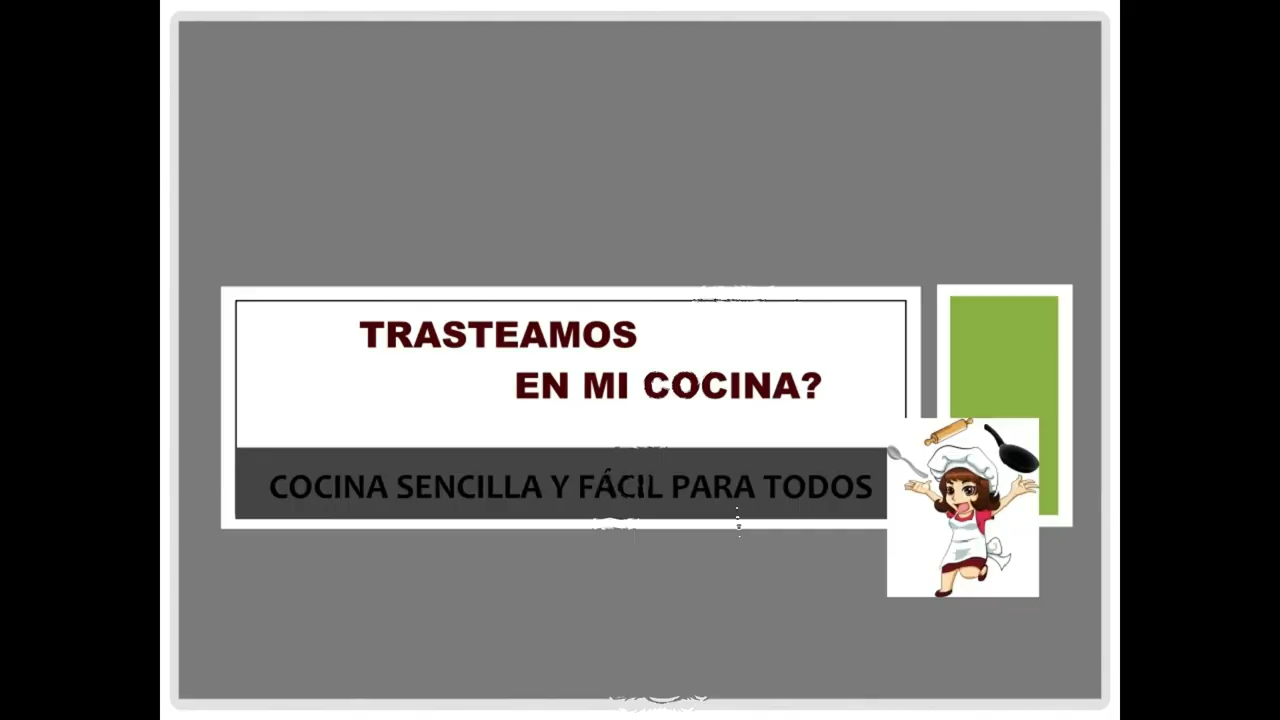 TRASTEAMOS
EN MI COCINA?
COCINA SENCILLA Y FÁCIL PARA TODOS